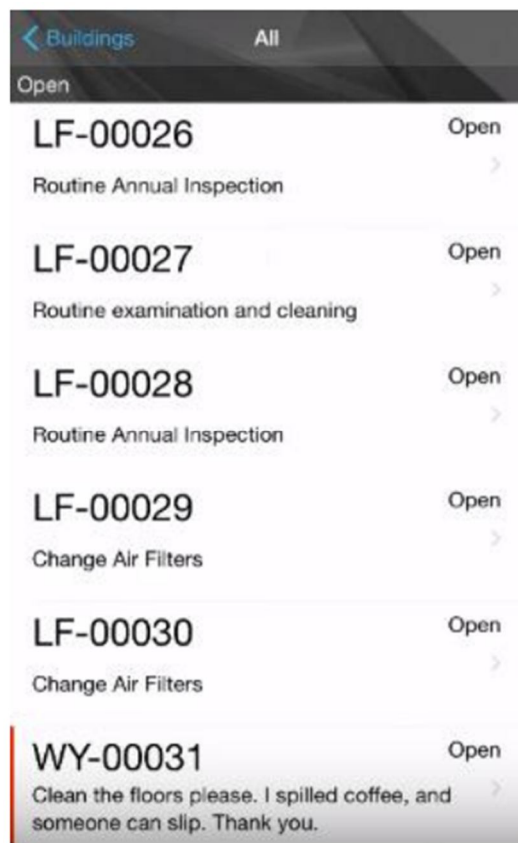 Buildings All
Open
LF-00026 Open
Routine Annual Inspection
LF-00027 Open
Routine examination and cleaning
LF-00028 Open
Routine Annual Inspection
LF-00029 Open
Change Air Filters
LF-00030 Open
Change Air Filters
WY-00031 Open
Clean the floors please. I spilled coffee, and
someone can slip. Thank you.